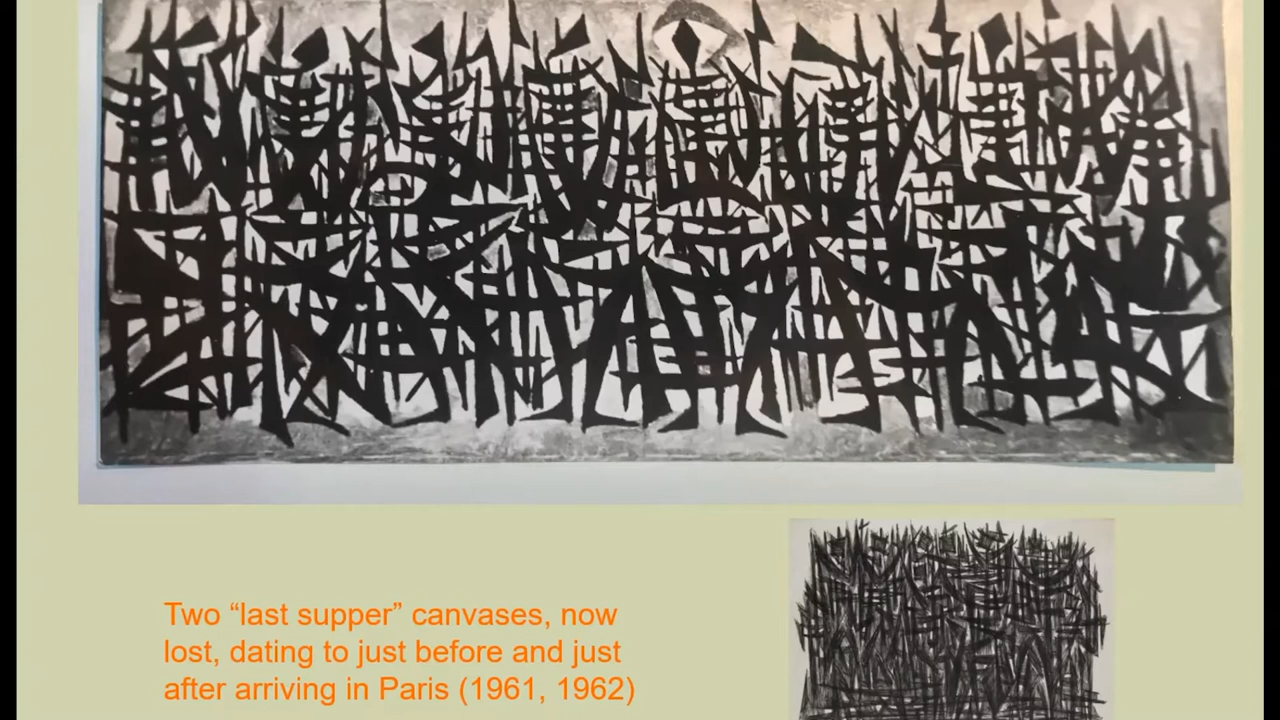 Two “last supper” canvases, now
lost, dating to just before and just
after arriving in Paris (1961, 1962)